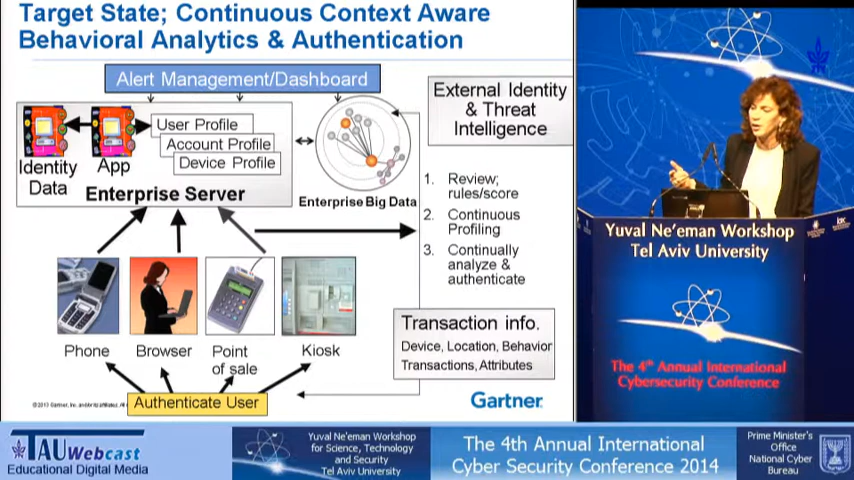 Target State; Continuous Context Aware
Behavioral Analytics & Authentication
Alert Management/Dashboard
Identity
Data
App
User Profile
Account Profile
Device Profile
Enterprise Server
Enterprise Big Data
External Identity
& Threat
Intelligence
1. Review;
rules/score
2. Continuous
Profiling
3. Continually
analyze &
authenticate
Phone
Browser
Point
of sale
Kiosk
Transaction info.
Device, Location, Behavior
Transactions, Attributes
Authenticate User
Gartner
Yuval Ne'eman Workshop
Tel Aviv University
The 4th Annual International
Cybersecurity Conference
TAU Webcast
Educational Digital Media
Yuval Ne'eman Workshop
for Science, Technology
and Security
Tel Aviv University
The 4th Annual International
Cyber Security Conference 2014
Prime Minister's
Office
National Cyber
Bureau